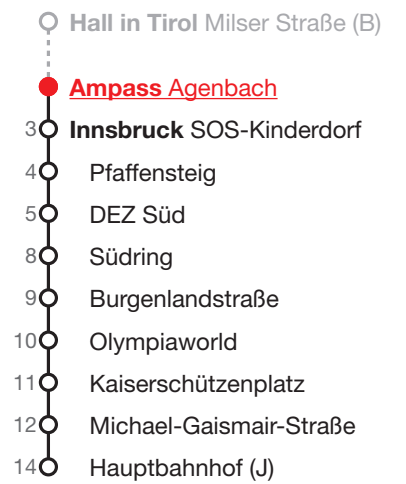 Hall in Tirol Milser Straße (B)
Ampass Agenbach
3 Innsbruck SOS-Kinderdorf
4 Pfaffensteig
5 DEZ Süd
8 Südring
9 Burgenlandstraße
10 Olympiaworld
11 Kaiserschützenplatz
12 Michael-Gaismair-Straße
14 Hauptbahnhof (J)